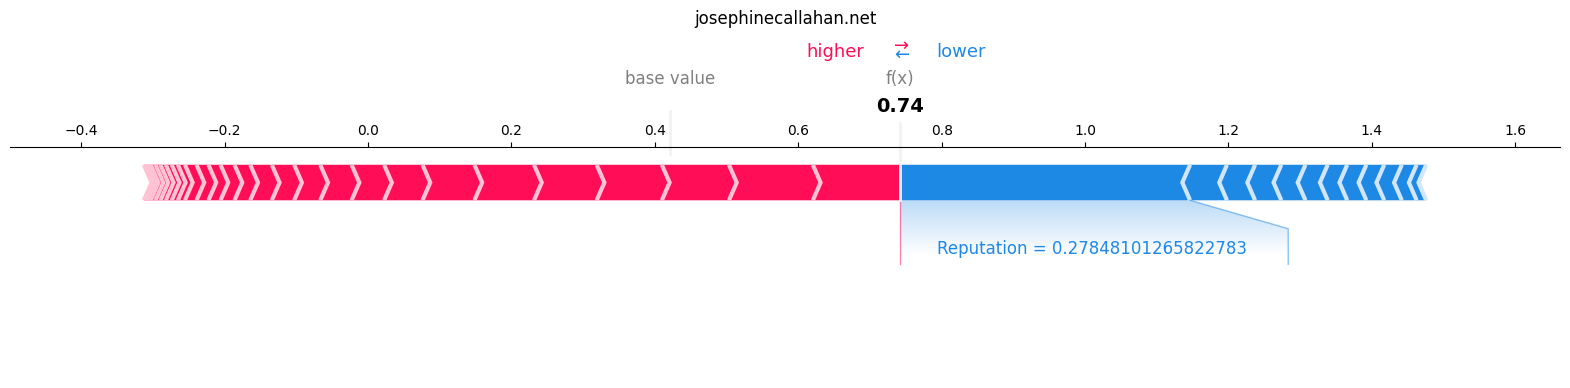 josephinecallahan.net
higher → ← lower
base value f(x)
0.74
−0.4 −0.2 0.0 0.2 0.4 0.6 0.8 1.0 1.2 1.4 1.6
Reputation = 0.27848101265822783